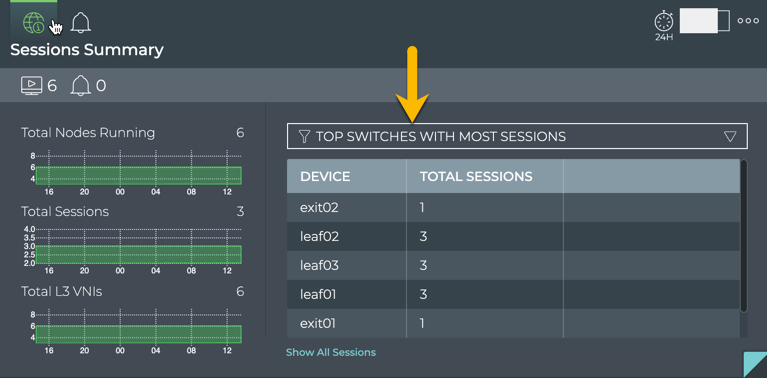 24H
Sessions Summary
6 0
Total Nodes Running 6
8
6
4
16 20 00 04 08 12
Total Sessions 3
4.0
3.5
3.0
2.5
2.0
16 20 00 04 08 12
Total L3 VNIs 6
8
6
4
16 20 00 04 08 12
TOP SWITCHES WITH MOST SESSIONS
DEVICE TOTAL SESSIONS
exit02 1
leaf02 3
leaf03 3
leaf01 3
exit01 1
Show All Sessions